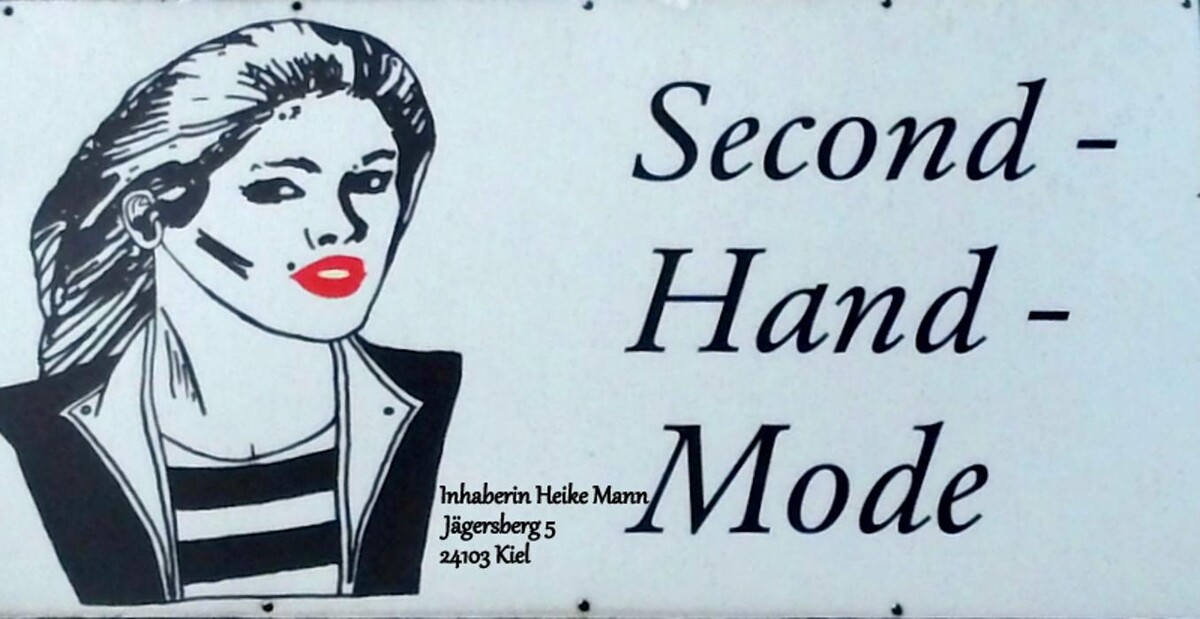 Second -
Hand -
Mode
Inhaberin Heike Mann
Jägersberg 5
24103 Kiel